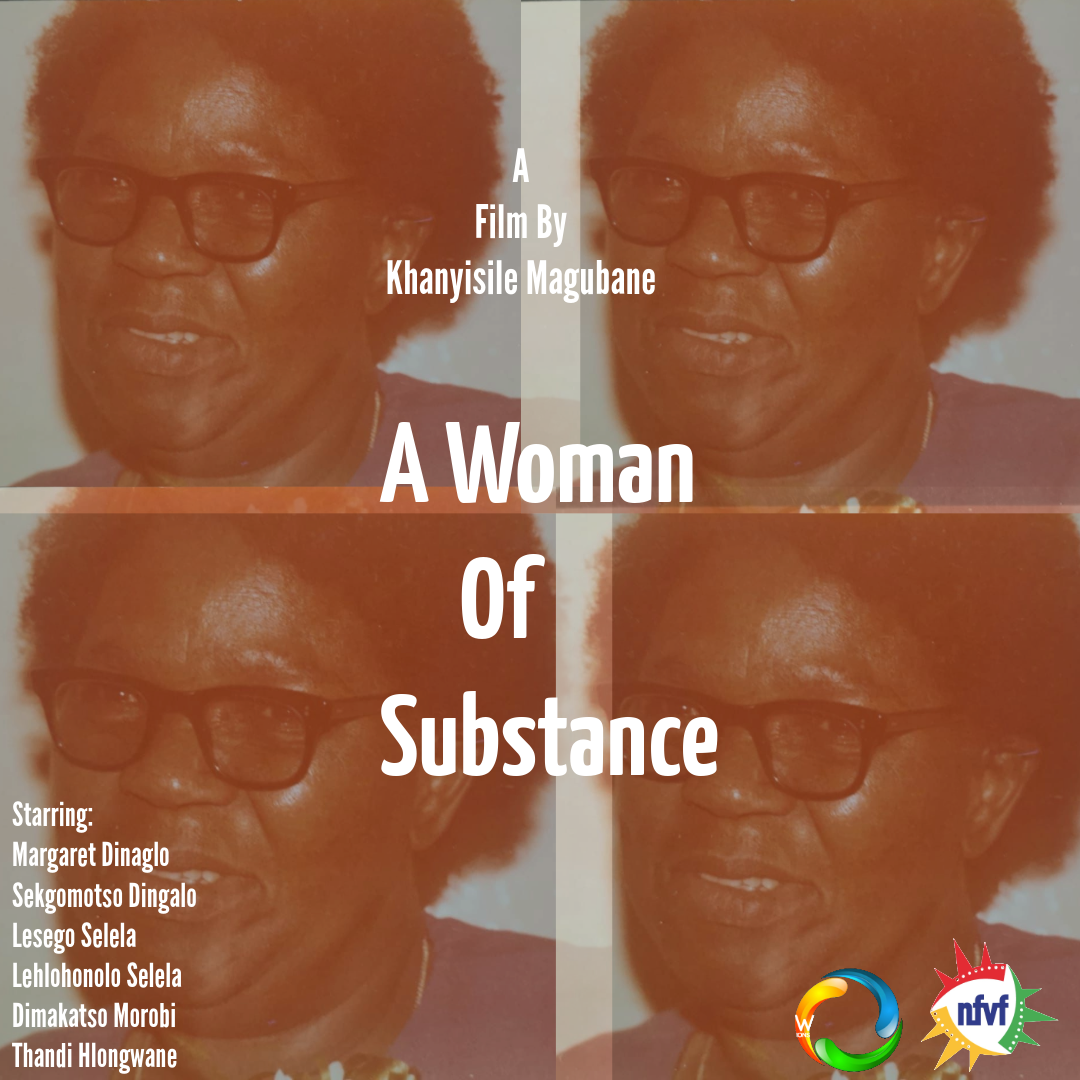 A
Film By
Khanyisile Magubane
A Woman
Of
Substance
Starring:
Margaret Dinaglo
Sekgomotso Dingalo
Lesego Selela
Lehlohonolo Selela
Dimakatso Morobi
Thandi Hlongwane
W
nfvf